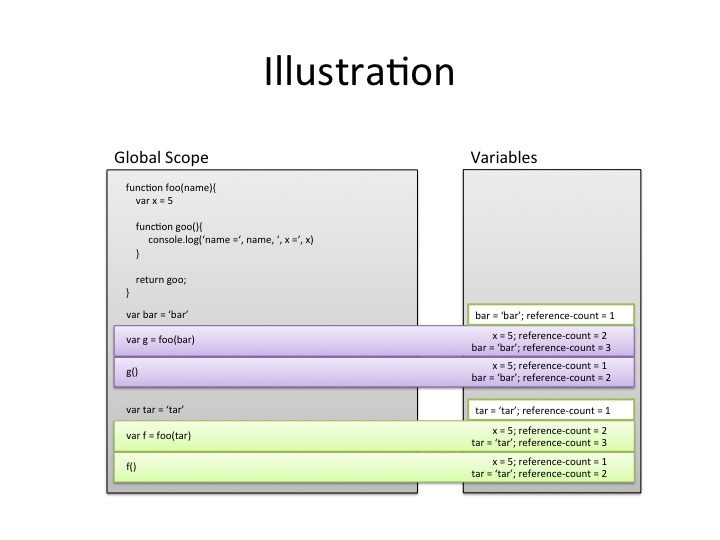 Illustration
Global Scope
Variables
function foo(name){
var x = 5
function goo(){
console.log(‘name =‘, name, ‘, x =‘, x)
}
return goo;
}
var bar = ‘bar’
bar = ‘bar’; reference-count = 1
var g = foo(bar)
x = 5; reference-count = 2
bar = ‘bar’; reference-count = 3
g()
x = 5; reference-count = 1
bar = ‘bar’; reference-count = 2
var tar = ‘tar’
tar = ‘tar’; reference-count = 1
var f = foo(tar)
x = 5; reference-count = 2
tar = ‘tar’; reference-count = 3
f()
x = 5; reference-count = 1
tar = ‘tar’; reference-count = 2